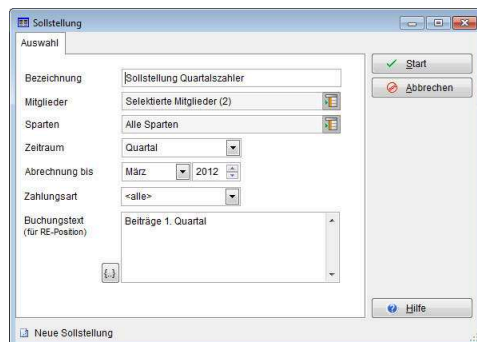 Sollstellung
Auswahl
Bezeichnung Sollstellung Quartalszahler
Mitglieder Selektierte Mitglieder (2)
Sparten Alle Sparten
Zeitraum Quartal
Abrechnung bis März 2012
Zahlungsart <alle>
Buchungstext Beiträge 1. Quartal
(für RE-Position)
{..}
Start
Abbrechen
Hilfe
Neue Sollstellung